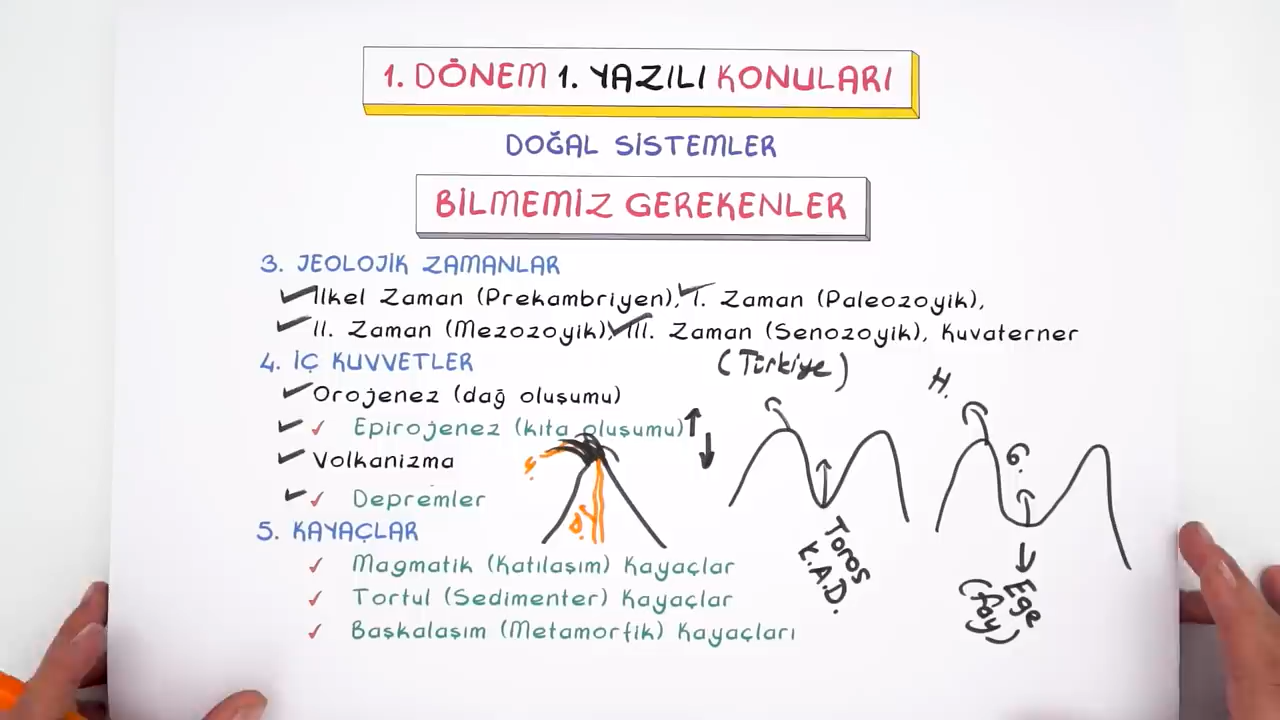 1. DÖNEM 1. YAZILI KONULARI
DOĞAL SİSTEMLER
BİLMEMİZ GEREKENLER
3. JEOLOJİK ZAMANLAR
İlkel Zaman (Prekambriyen), I. Zaman (Paleozoyik),
II. Zaman (Mezozoyik), III. Zaman (Senozoyik), Kuvaterner
4. İÇ KUVVETLER
(Türkiye)
H.
Orojenez (dağ oluşumu)
Epirojenez (kıta oluşumu)
G.
Volkanizma
Depremler
5. KAYAÇLAR
Toros
K.A.D.
Ege
(fay)
Magmatik (Katılaşım) Kayaçlar
Tortul (Sedimenter) Kayaçlar
Başkalaşım (Metamorfik) Kayaçları